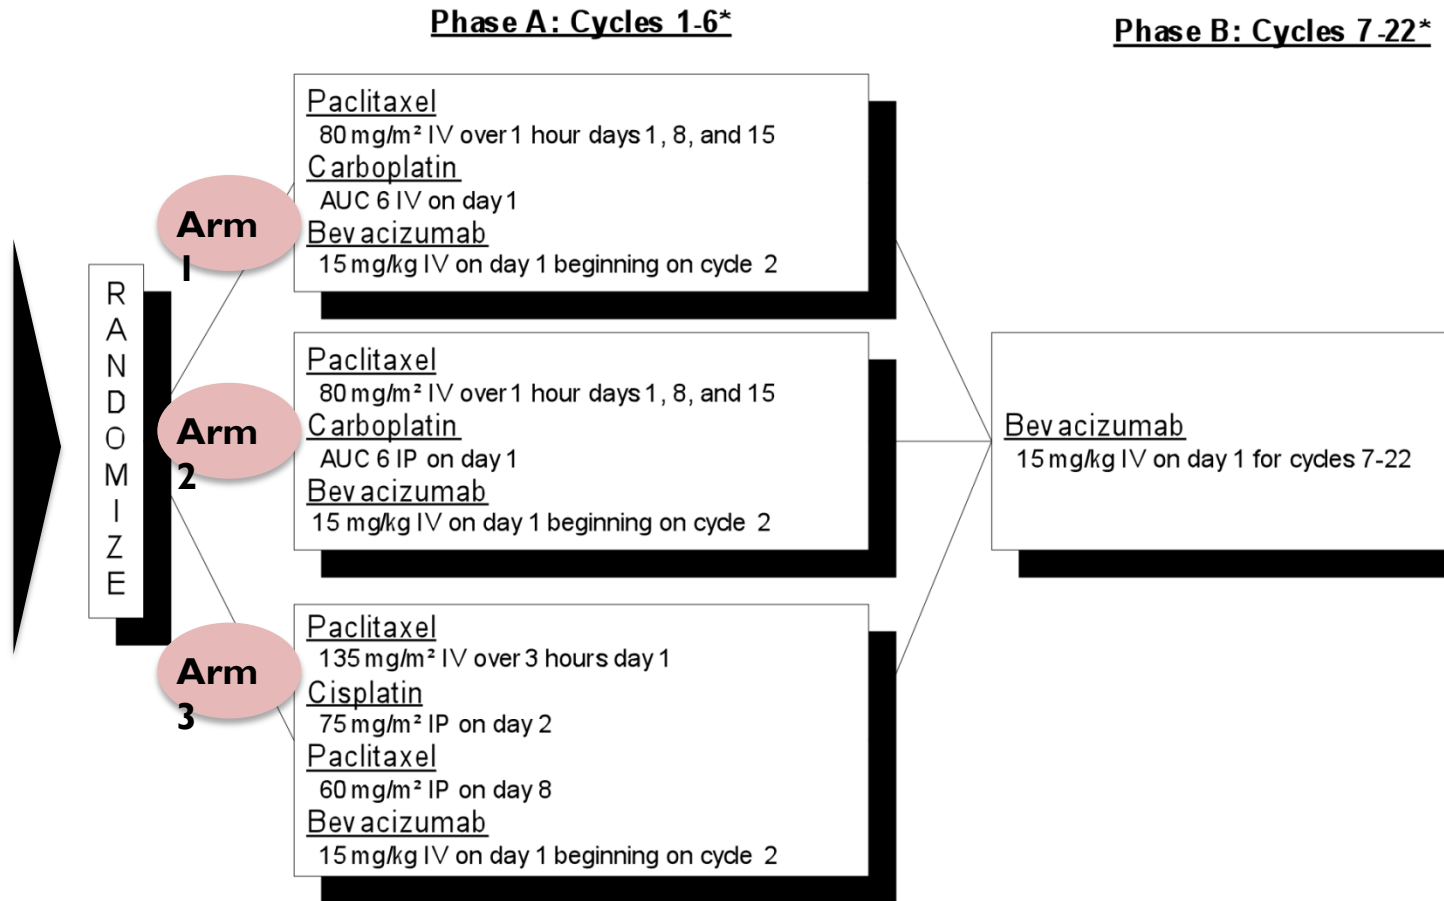 Phase A: Cycles 1-6*
Phase B: Cycles 7-22*
RANDOMIZE
Arm
1
Paclitaxel
80 mg/m² IV over 1 hour days 1, 8, and 15
Carboplatin
AUC 6 IV on day 1
Bevacizumab
15 mg/kg IV on day 1 beginning on cycle 2
Arm
2
Paclitaxel
80 mg/m² IV over 1 hour days 1, 8, and 15
Carboplatin
AUC 6 IP on day 1
Bevacizumab
15 mg/kg IV on day 1 beginning on cycle 2
Arm
3
Paclitaxel
135 mg/m² IV over 3 hours day 1
Cisplatin
75 mg/m² IP on day 2
Paclitaxel
60 mg/m² IP on day 8
Bevacizumab
15 mg/kg IV on day 1 beginning on cycle 2
Bevacizumab
15 mg/kg IV on day 1 for cycles 7-22